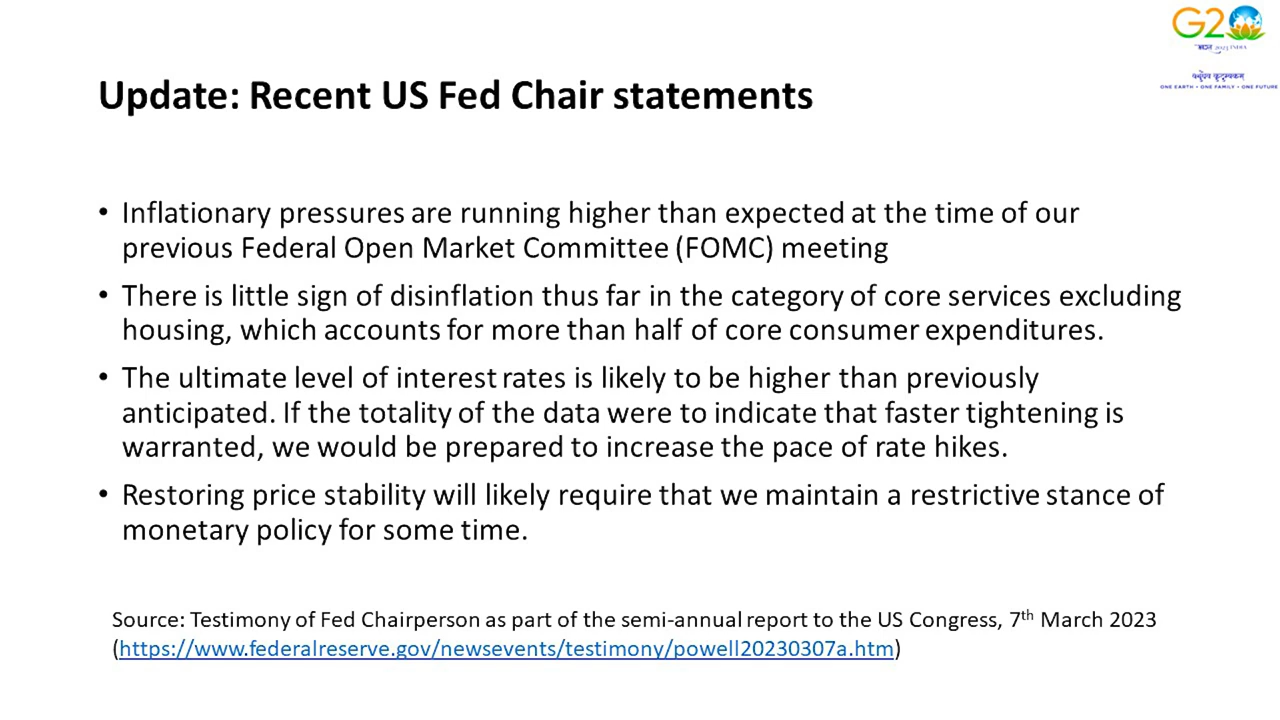 G20
भारत 2023 INDIA
वसुधैव कुटुम्बकम्
ONE EARTH • ONE FAMILY • ONE FUTURE
Update: Recent US Fed Chair statements
• Inflationary pressures are running higher than expected at the time of our
previous Federal Open Market Committee (FOMC) meeting
• There is little sign of disinflation thus far in the category of core services excluding
housing, which accounts for more than half of core consumer expenditures.
• The ultimate level of interest rates is likely to be higher than previously
anticipated. If the totality of the data were to indicate that faster tightening is
warranted, we would be prepared to increase the pace of rate hikes.
• Restoring price stability will likely require that we maintain a restrictive stance of
monetary policy for some time.
Source: Testimony of Fed Chairperson as part of the semi-annual report to the US Congress, 7th March 2023
(https://www.federalreserve.gov/newsevents/testimony/powell20230307a.htm)